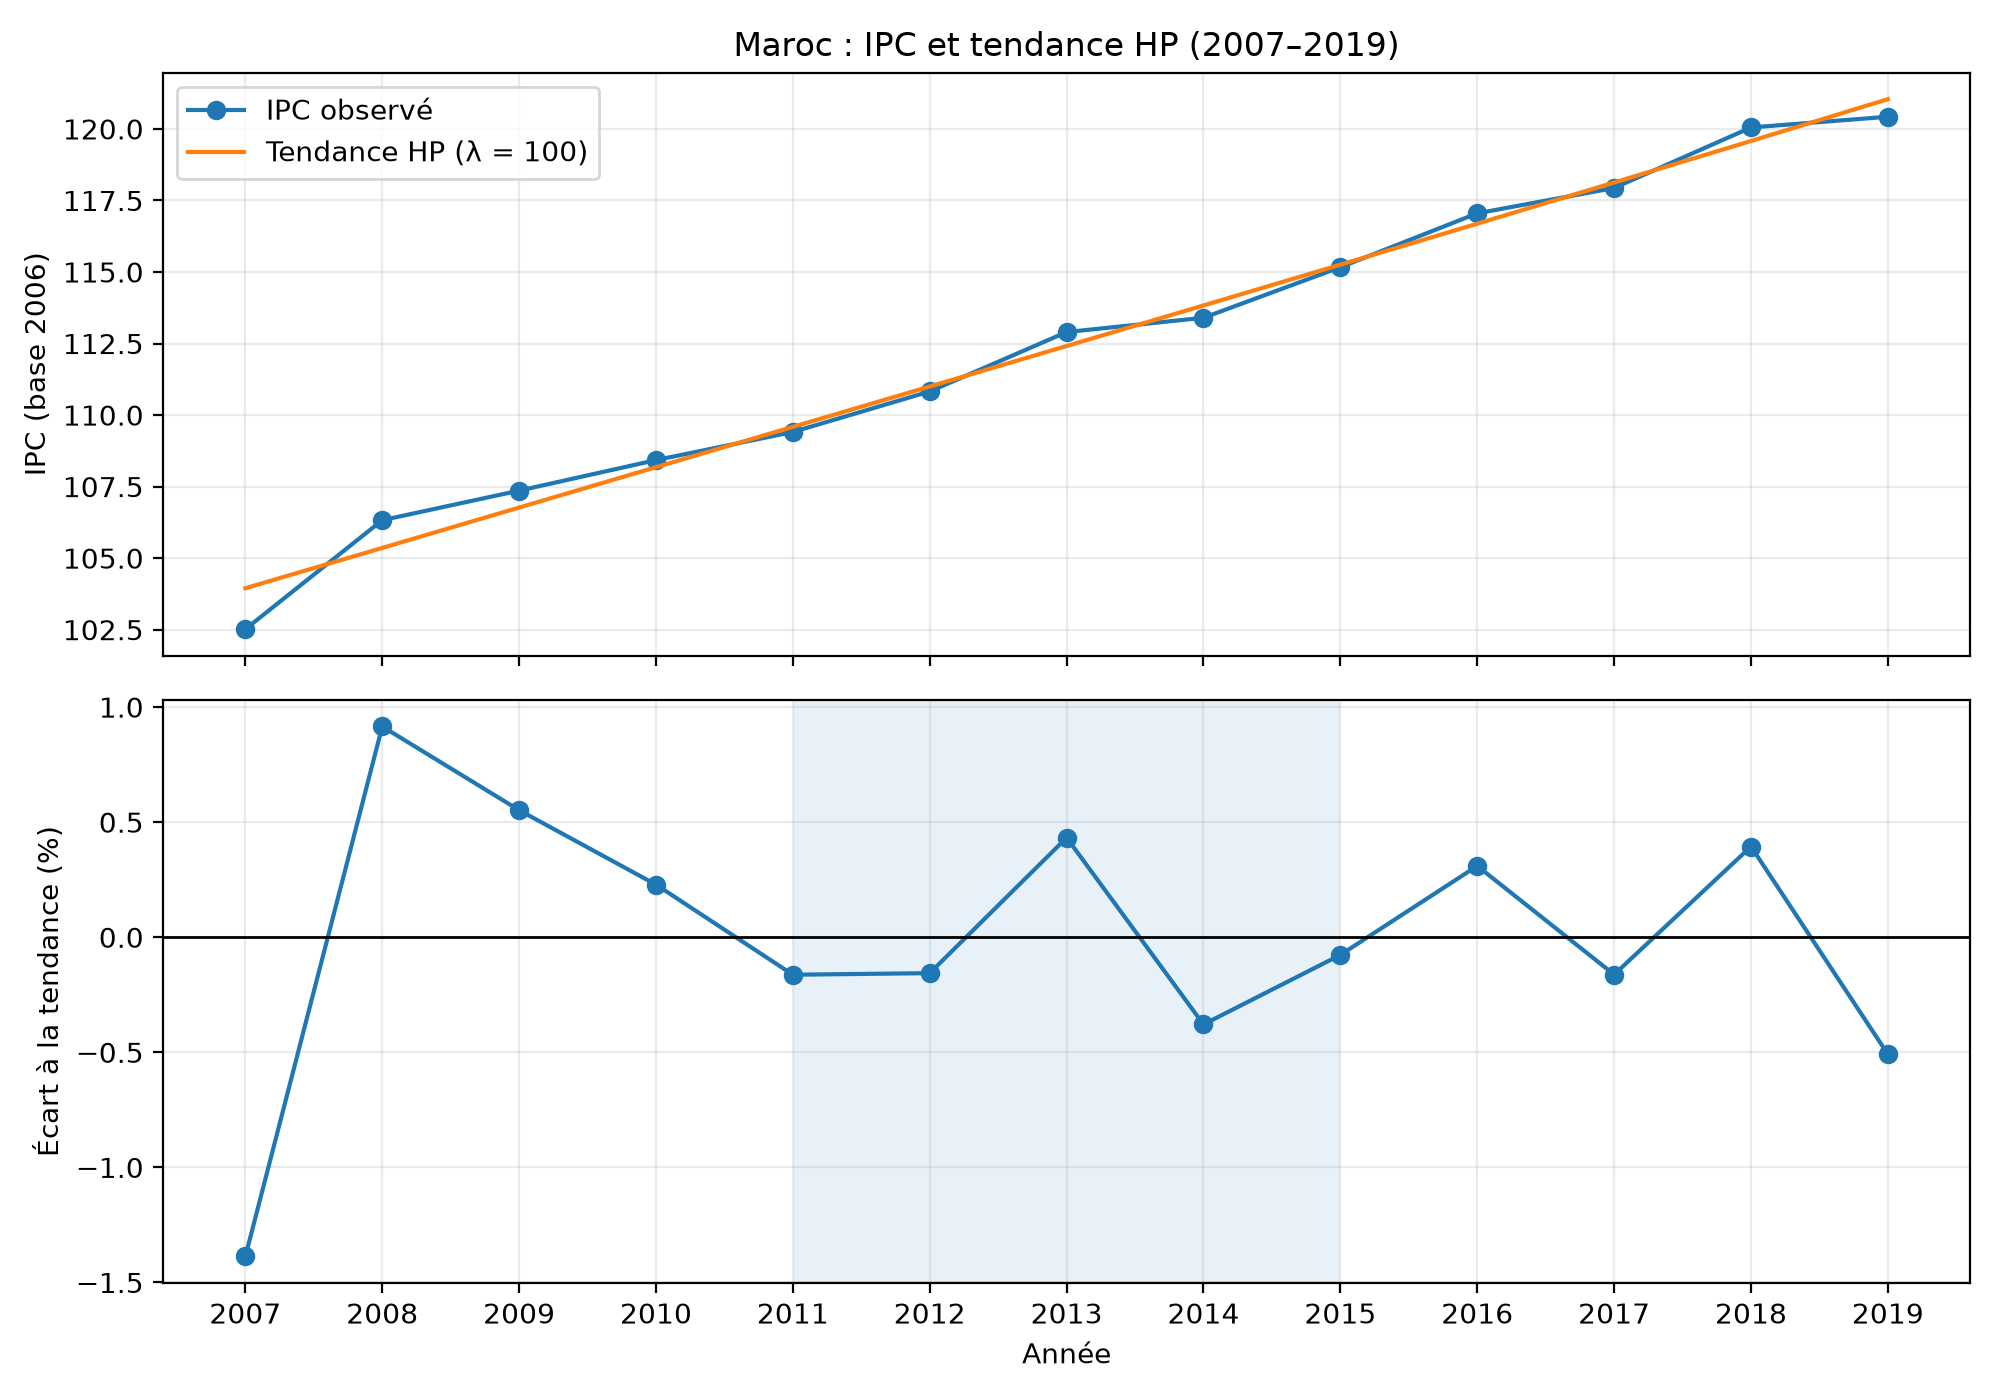 Maroc : IPC et tendance HP (2007–2019)
IPC observé
Tendance HP (λ = 100)
IPC (base 2006)
120.0
117.5
115.0
112.5
110.0
107.5
105.0
102.5
Écart à la tendance (%)
1.0
0.5
0.0
−0.5
−1.0
−1.5
2007 2008 2009 2010 2011 2012 2013 2014 2015 2016 2017 2018 2019
Année